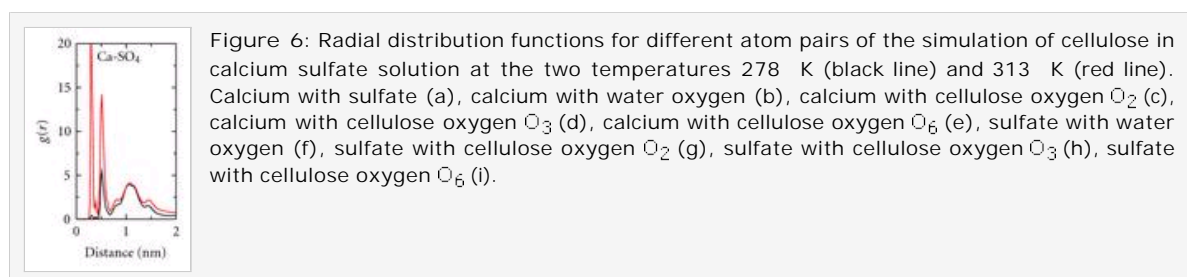 20
Ca-SO₄
15
g(r)
10
5
0
0 1 2
Distance (nm)
Figure 6: Radial distribution functions for different atom pairs of the simulation of cellulose in
calcium sulfate solution at the two temperatures 278 K (black line) and 313 K (red line).
Calcium with sulfate (a), calcium with water oxygen (b), calcium with cellulose oxygen O₂ (c),
calcium with cellulose oxygen O₃ (d), calcium with cellulose oxygen O₆ (e), sulfate with water
oxygen (f), sulfate with cellulose oxygen O₂ (g), sulfate with cellulose oxygen O₃ (h), sulfate
with cellulose oxygen O₆ (i).